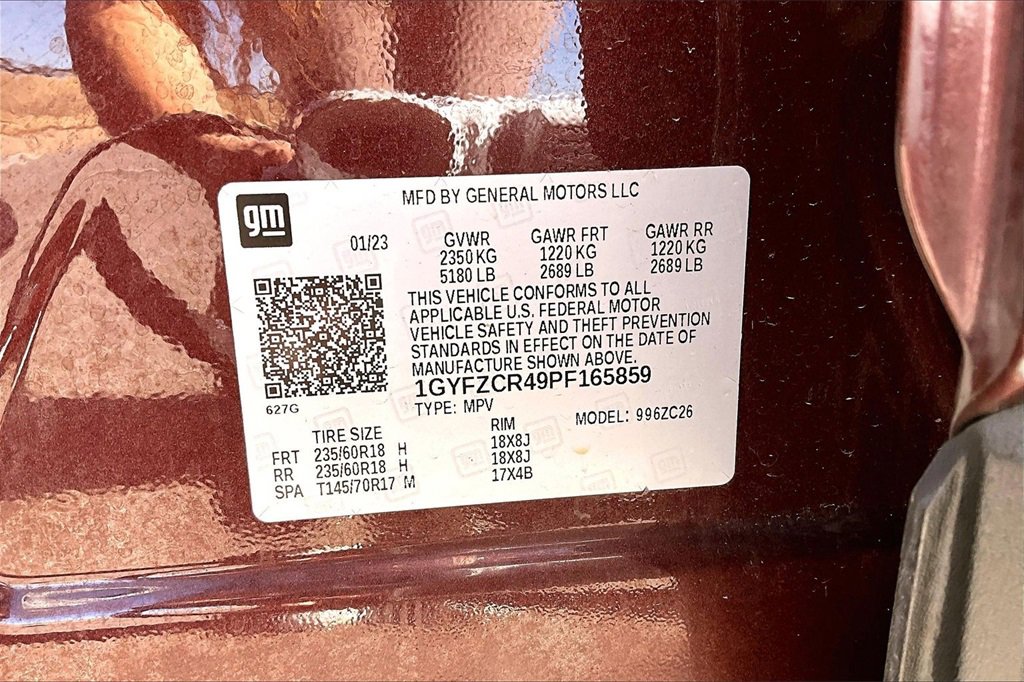 gm
MFD BY GENERAL MOTORS LLC
01/23
GVWR GAWR FRT GAWR RR
2350 KG 1220 KG 1220 KG
5180 LB 2689 LB 2689 LB
THIS VEHICLE CONFORMS TO ALL
APPLICABLE U.S. FEDERAL MOTOR
VEHICLE SAFETY AND THEFT PREVENTION
STANDARDS IN EFFECT ON THE DATE OF
MANUFACTURE SHOWN ABOVE.
1GYFZCR49PF165859
627G
TYPE: MPV MODEL: 996ZC26
TIRE SIZE RIM
FRT 235/60R18 H 18X8J
RR 235/60R18 H 18X8J
SPA T145/70R17 M 17X4B